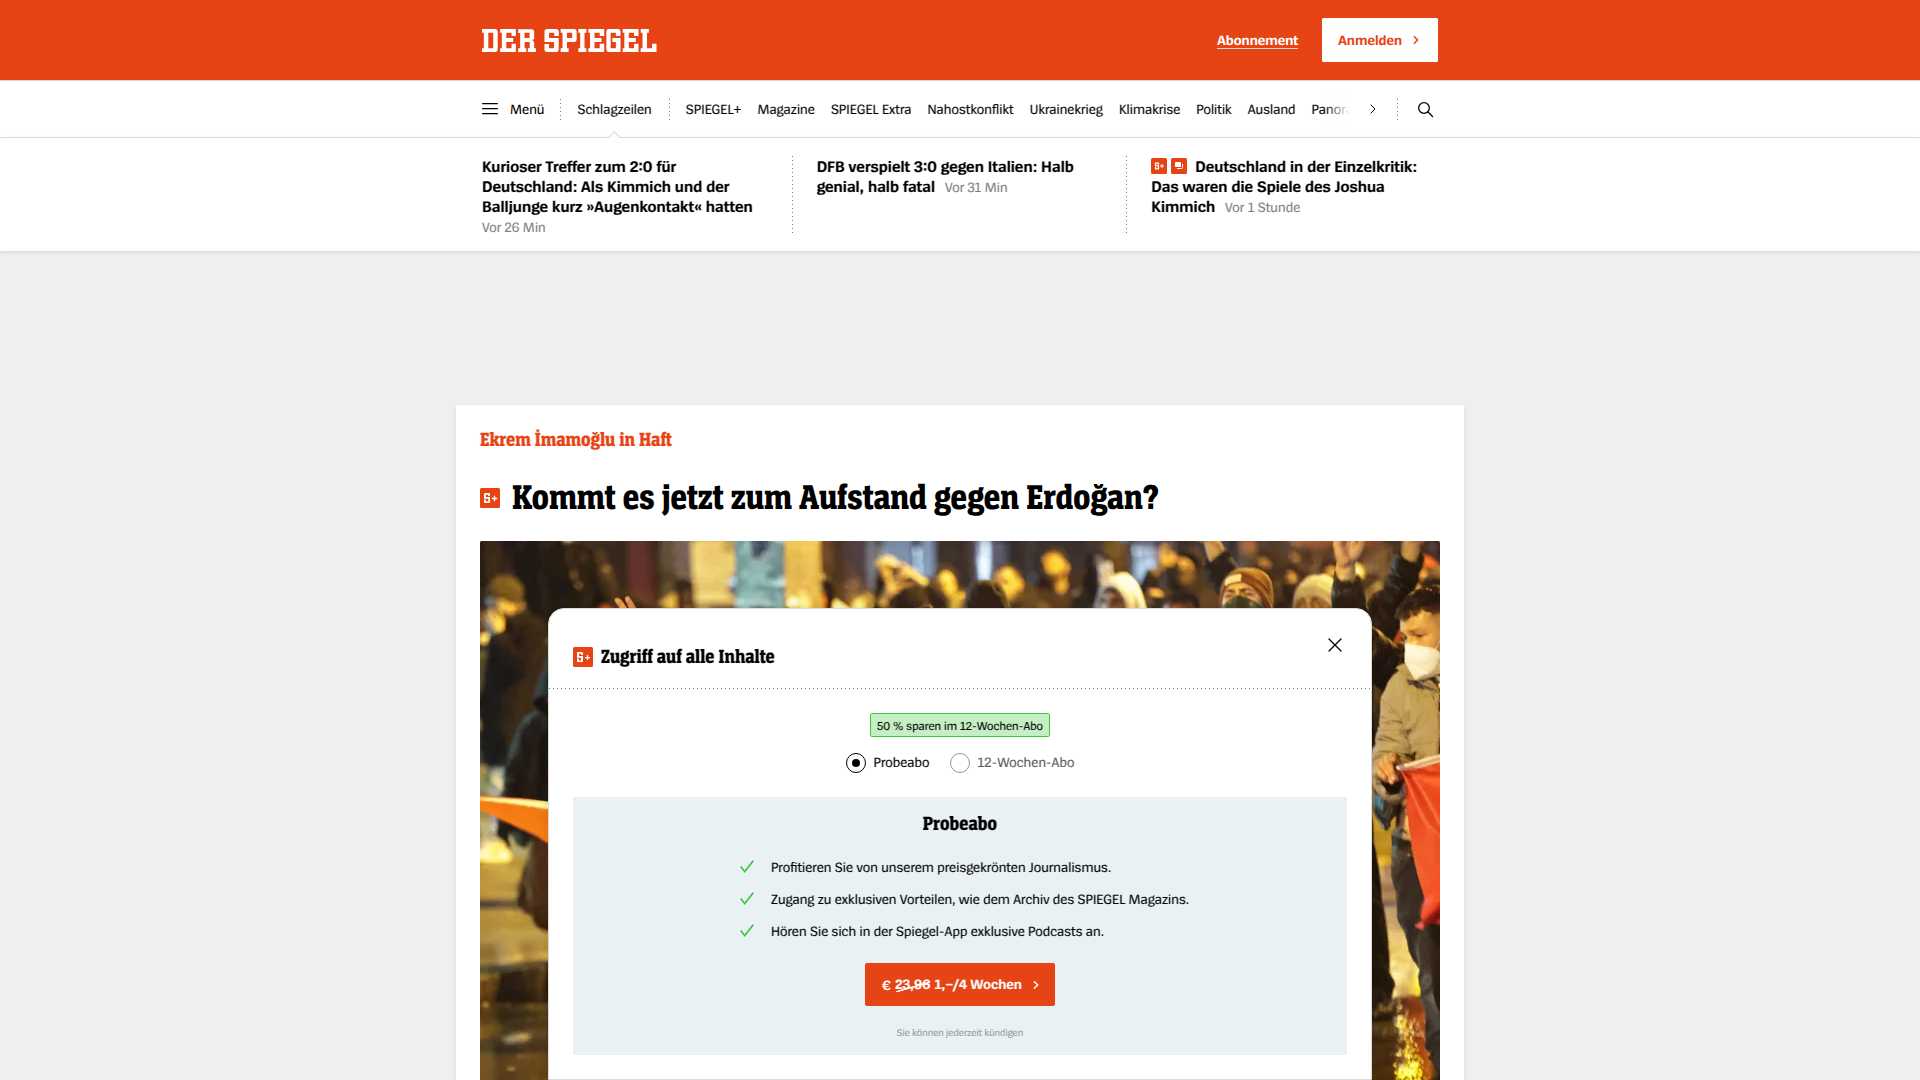 DER SPIEGEL
Abonnement
Anmelden
Menü
Schlagzeilen
SPIEGEL+
Magazine
SPIEGEL Extra
Nahostkonflikt
Ukrainekrieg
Klimakrise
Politik
Ausland
Kurioser Treffer zum 2:0 für
Deutschland: Als Kimmich und der
Balljunge kurz »Augenkontakt« hatten
Vor 26 Min
DFB verspielt 3:0 gegen Italien: Halb
genial, halb fatal Vor 31 Min
Deutschland in der Einzelkritik:
Das waren die Spiele des Joshua
Kimmich Vor 1 Stunde
Ekrem İmamoğlu in Haft
Kommt es jetzt zum Aufstand gegen Erdoğan?
Zugriff auf alle Inhalte
50 % sparen im 12-Wochen-Abo
Probeabo
12-Wochen-Abo
Probeabo
Profitieren Sie von unserem preisgekrönten Journalismus.
Zugang zu exklusiven Vorteilen, wie dem Archiv des SPIEGEL Magazins.
Hören Sie sich in der Spiegel-App exklusive Podcasts an.
€ 23,96 1,–/4 Wochen
Sie können jederzeit kündigen